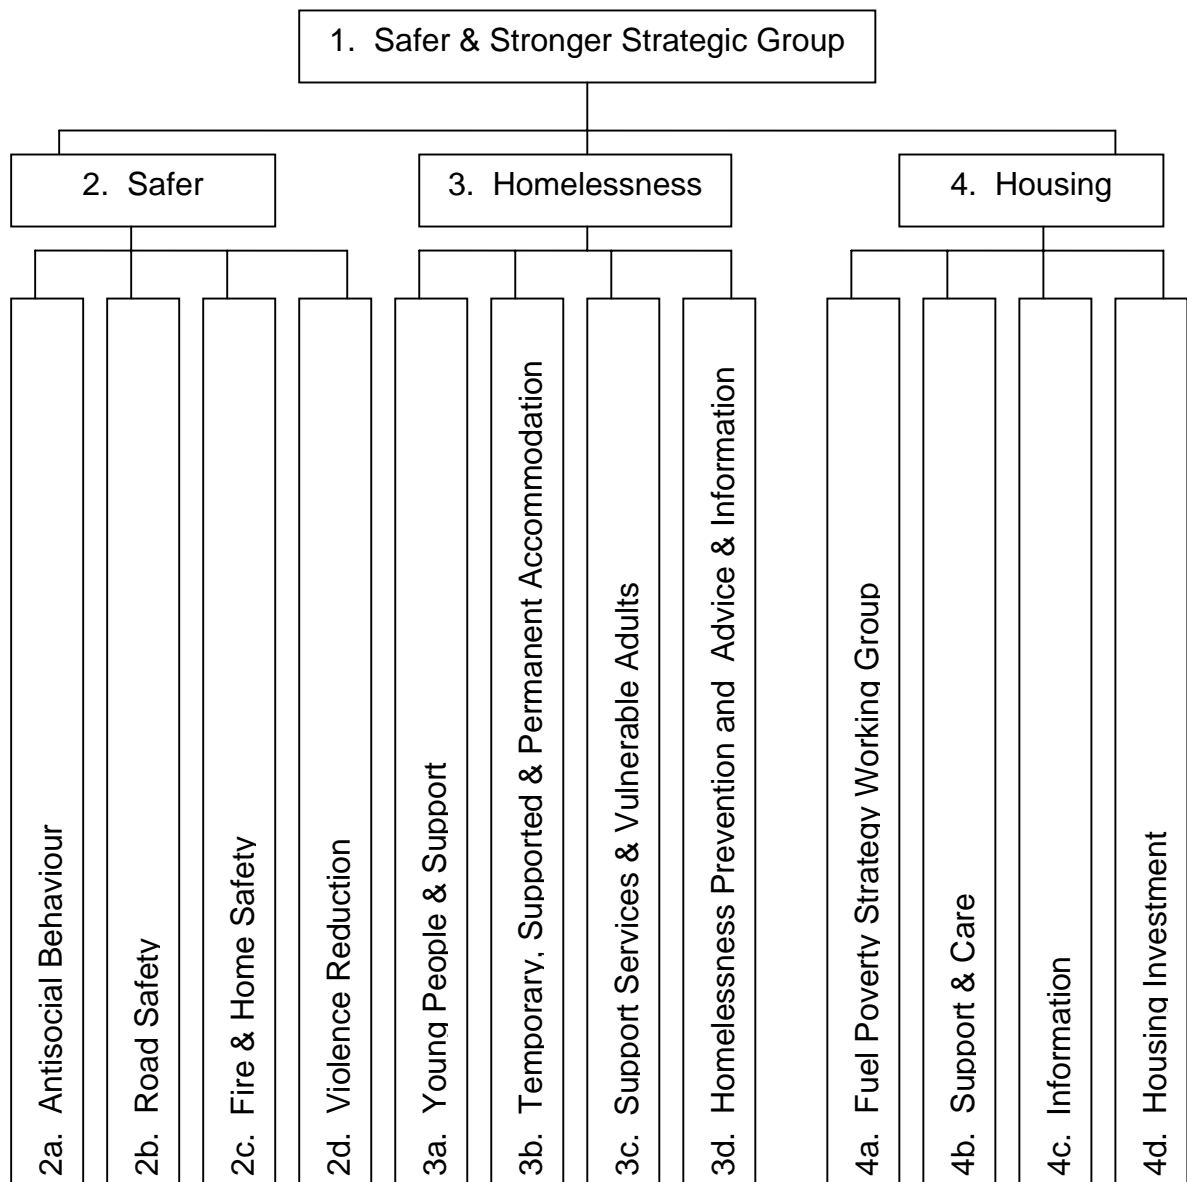 1. Safer & Stronger Strategic Group
2. Safer
3. Homelessness
4. Housing
2a. Antisocial Behaviour
2b. Road Safety
2c. Fire & Home Safety
2d. Violence Reduction
3a. Young People & Support
3b. Temporary, Supported & Permanent Accommodation
3c. Support Services & Vulnerable Adults
3d. Homelessness Prevention and Advice & Information
4a. Fuel Poverty Strategy Working Group
4b. Support & Care
4c. Information
4d. Housing Investment